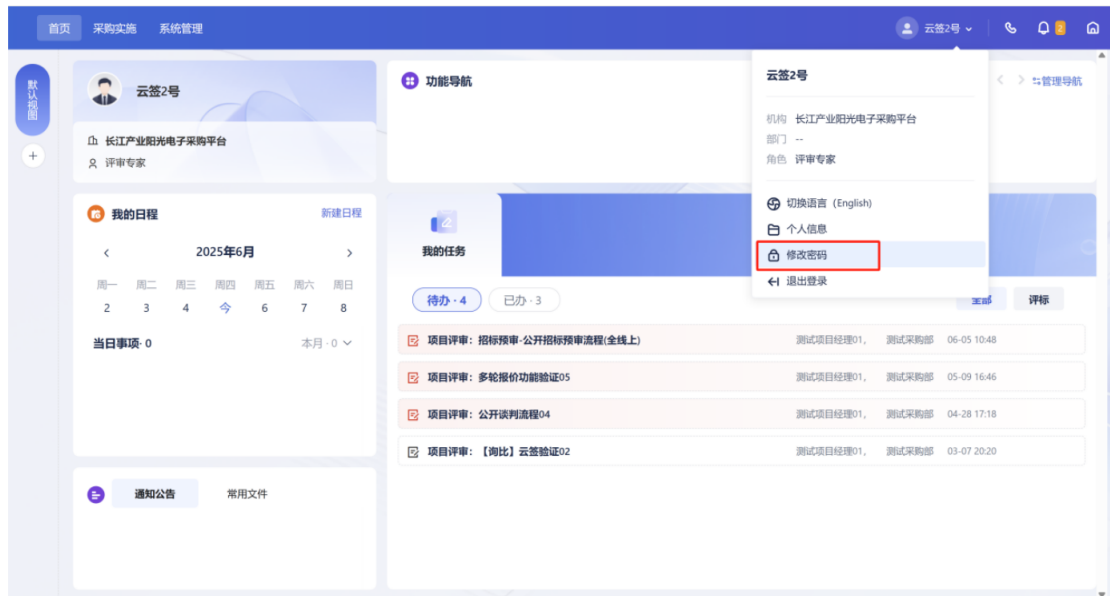 首页 采购实施 系统管理 云签2号 2
默认视图
云签2号
长江产业阳光电子采购平台
评审专家
功能导航
管理导航
云签2号
机构 长江产业阳光电子采购平台
部门 --
角色 评审专家
切换语言 (English)
个人信息
修改密码
退出登录
我的日程 新建日程
2025年6月
周一 周二 周三 周四 周五 周六 周日
2 3 4 今 6 7 8
当日事项· 0 本月 · 0
我的任务
待办 · 4 已办 · 3 全部 评标
项目评审：招标预审-公开招标预审流程(全线上) 测试项目经理01, 测试采购部 06-05 10:48
项目评审：多轮报价功能验证05 测试项目经理01, 测试采购部 05-09 16:46
项目评审：公开谈判流程04 测试项目经理01, 测试采购部 04-28 17:18
项目评审：【询比】云签验证02 测试项目经理01, 测试采购部 03-07 20:20
通知公告 常用文件